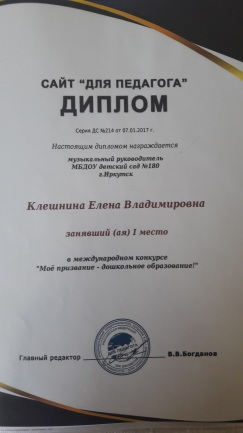 САЙТ "ДЛЯ ПЕДАГОГА"
ДИПЛОМ
Серия ДС №214 от 07.01.2017 г.
Настоящим дипломом награждается
музыкальный руководитель
МБДОУ детский сад №180
г.Иркутск
Клешнина Елена Владимировна
занявший (ая) I место
в международном конкурсе
"Моё призвание - дошкольное образование!"
Главный редактор
В.В.Богданов